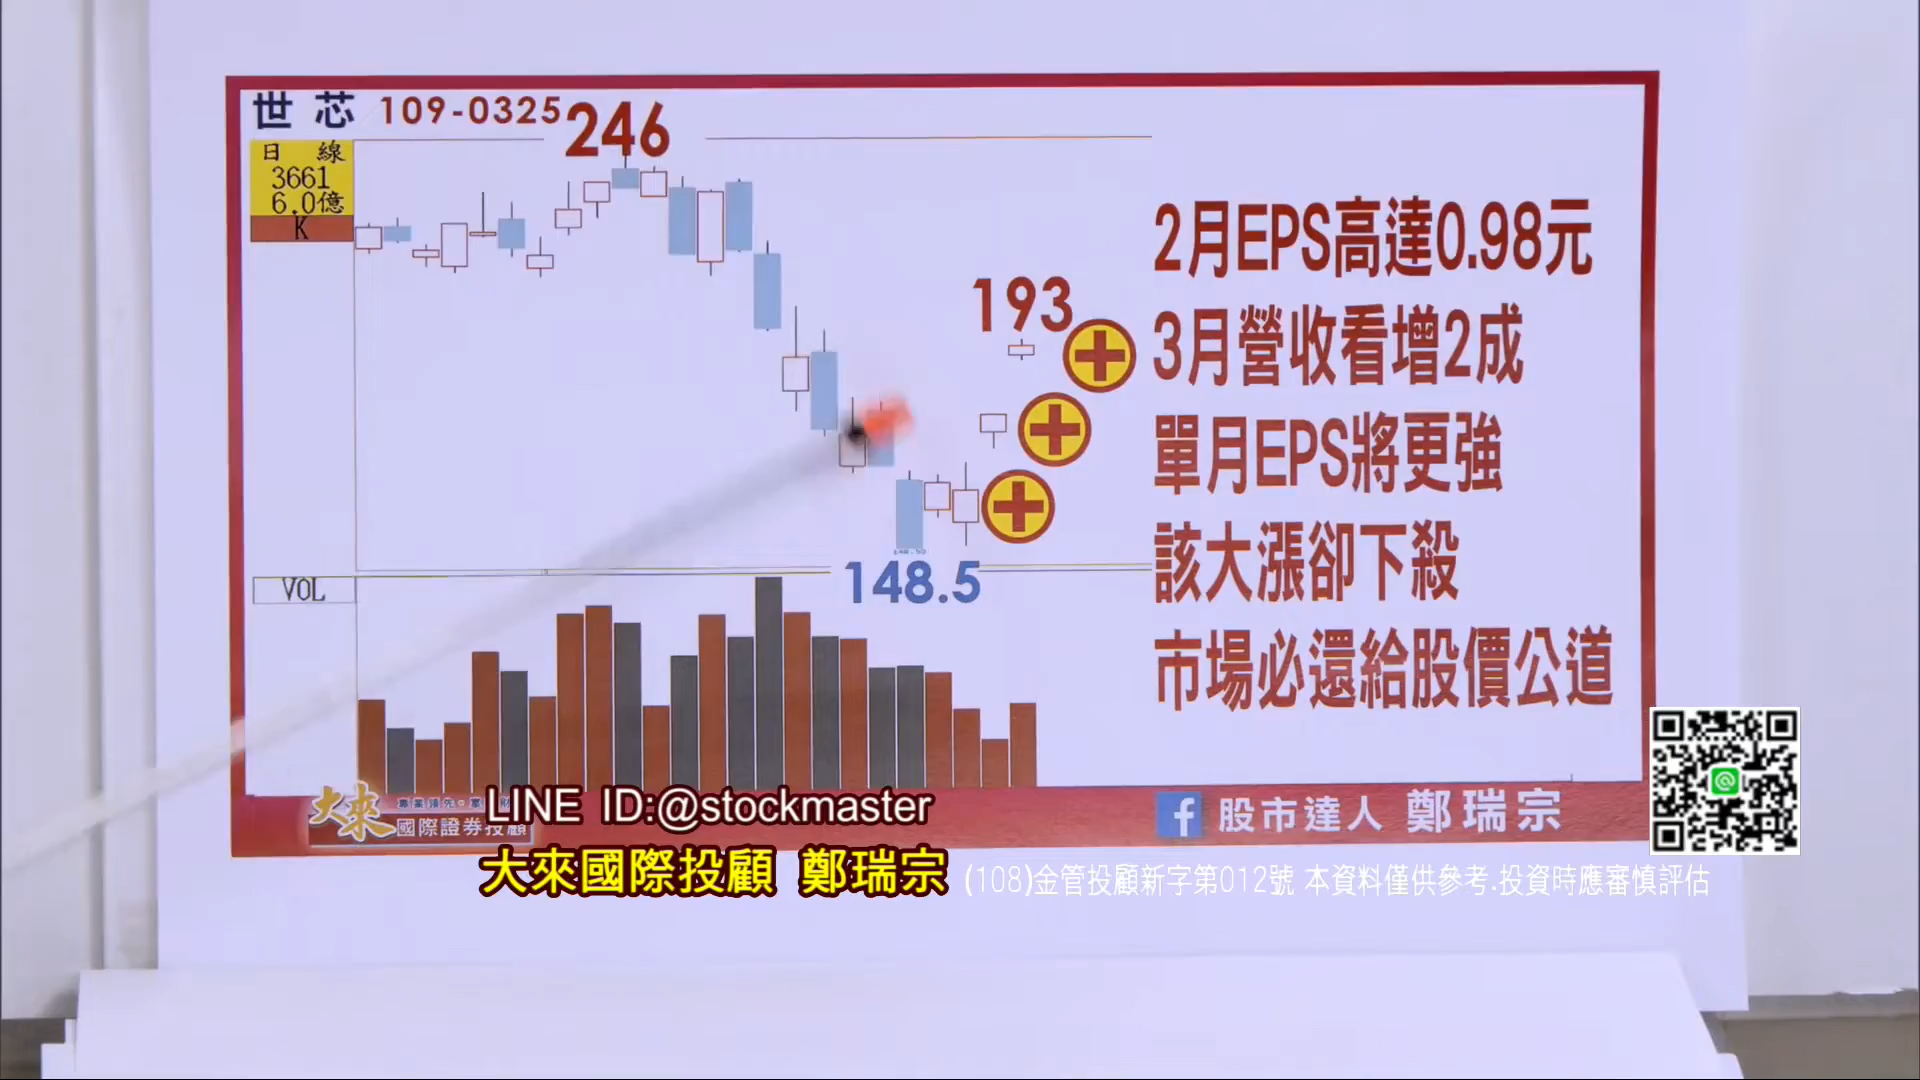 世芯 109-0325
246
日 線
3661
6.0億
K
193
2月EPS高達0.98元
3月營收看增2成
單月EPS將更強
該大漲卻下殺
市場必還給股價公道
148.5
VOL
大來
國際證券投顧
LINE ID:@stockmaster
股市達人 鄭瑞宗
大來國際投顧 鄭瑞宗
(108)金管投顧新字第012號 本資料僅供參考.投資時應審慎評估